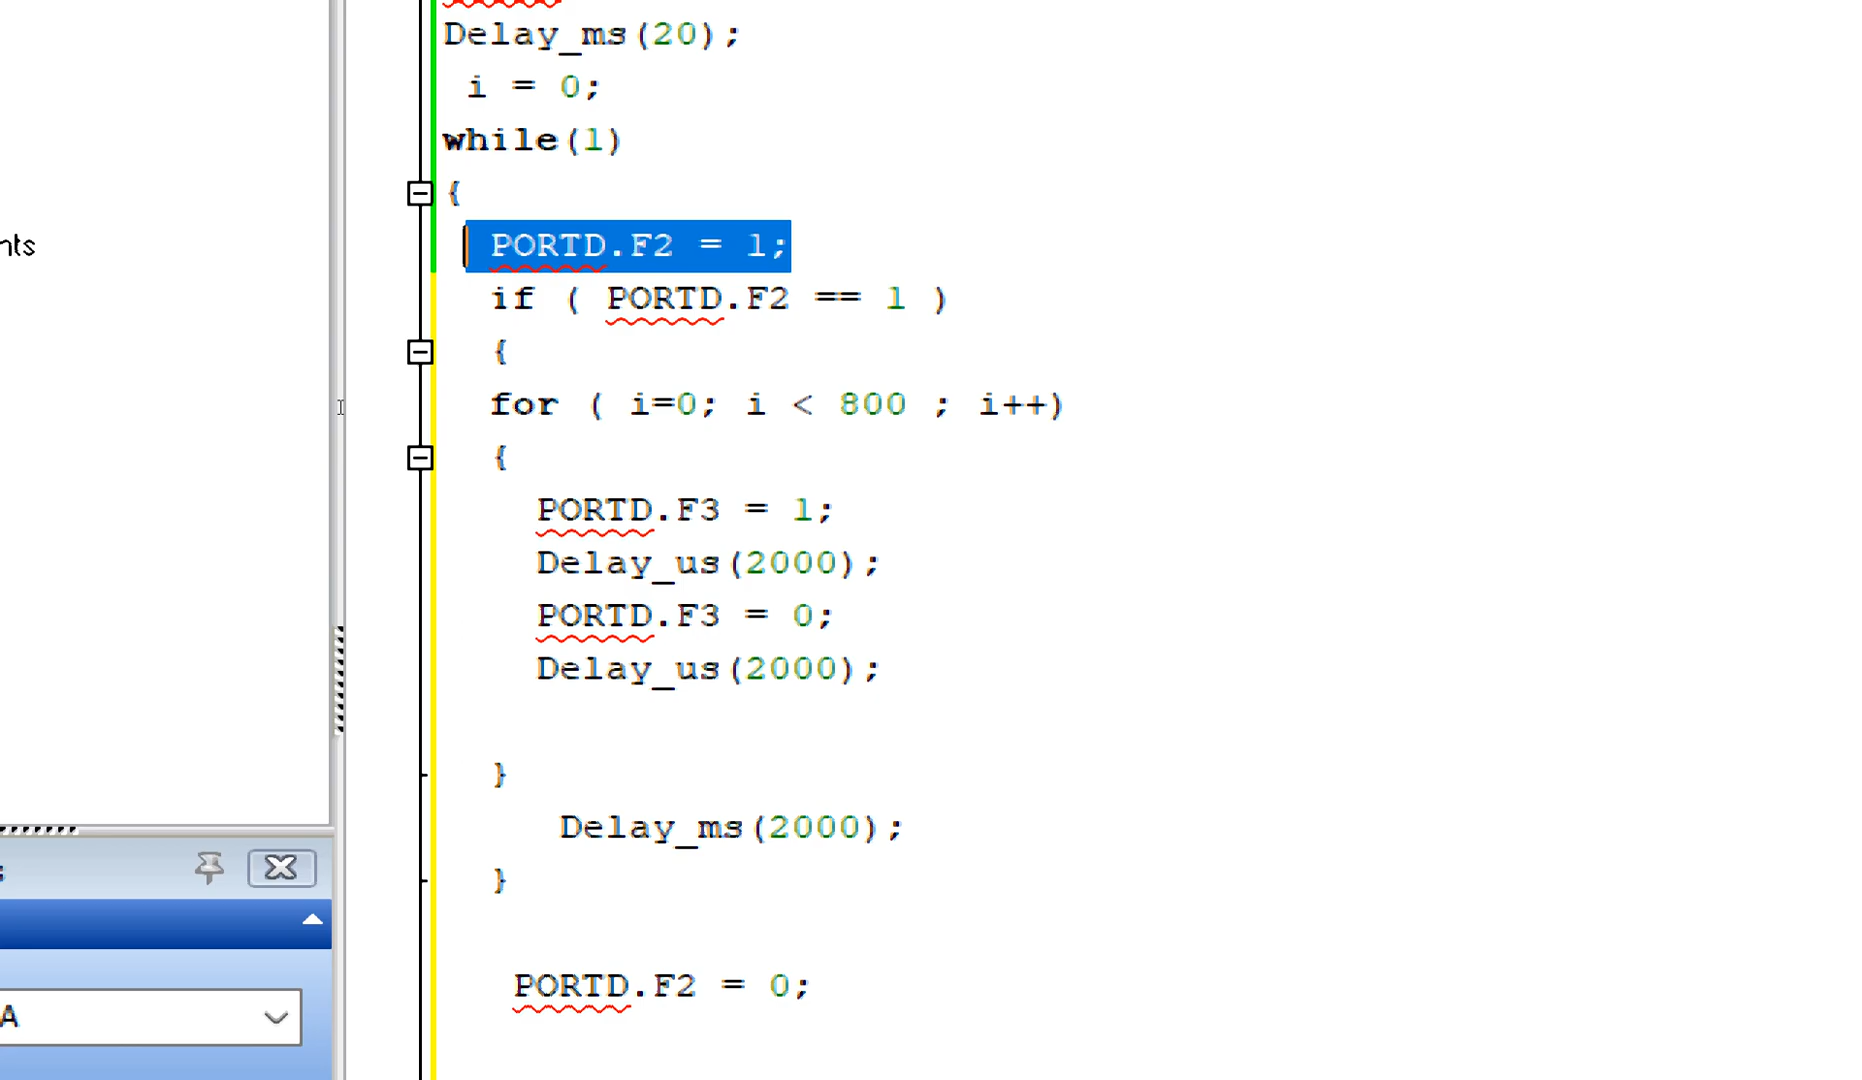 Delay_ms(20);
i = 0;
while(1)
{
PORTD.F2 = 1;
nts
if ( PORTD.F2 == 1 )
{
for ( i=0; i < 800 ; i++)
{
PORTD.F3 = 1;
Delay_us(2000);
PORTD.F3 = 0;
Delay_us(2000);
}
Delay_ms(2000);
}
PORTD.F2 = 0;
A